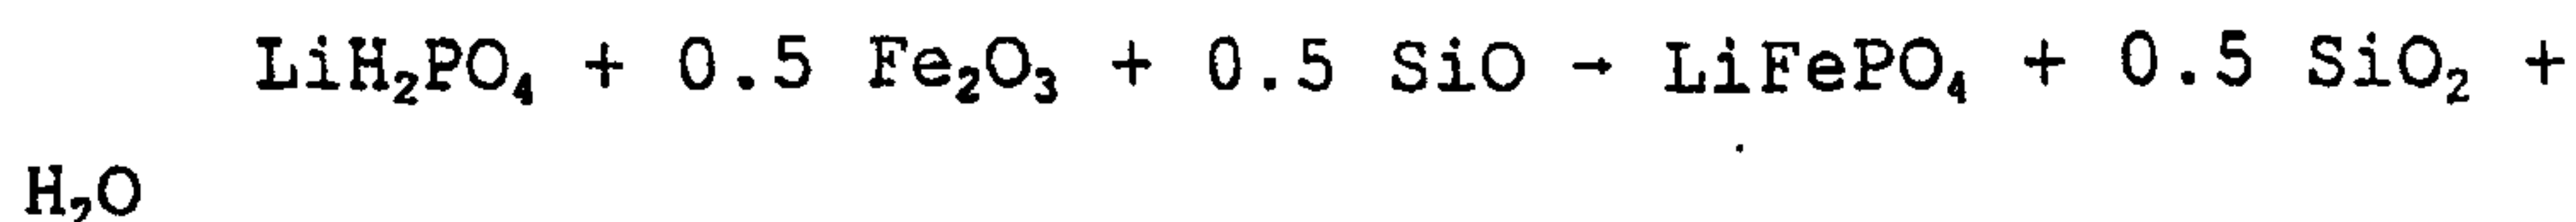 LiH₂PO₄ + 0.5 Fe₂O₃ + 0.5 SiO → LiFePO₄ + 0.5 SiO₂ +
H₂O